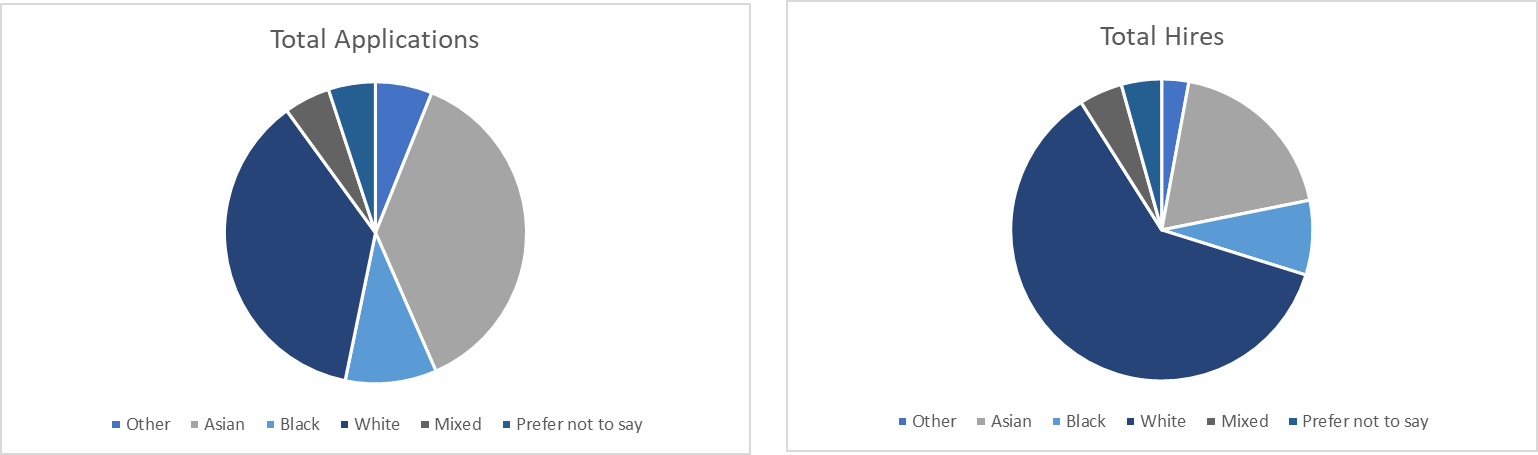 Total Applications
Other Asian Black White Mixed Prefer not to say
Total Hires
Other Asian Black White Mixed Prefer not to say